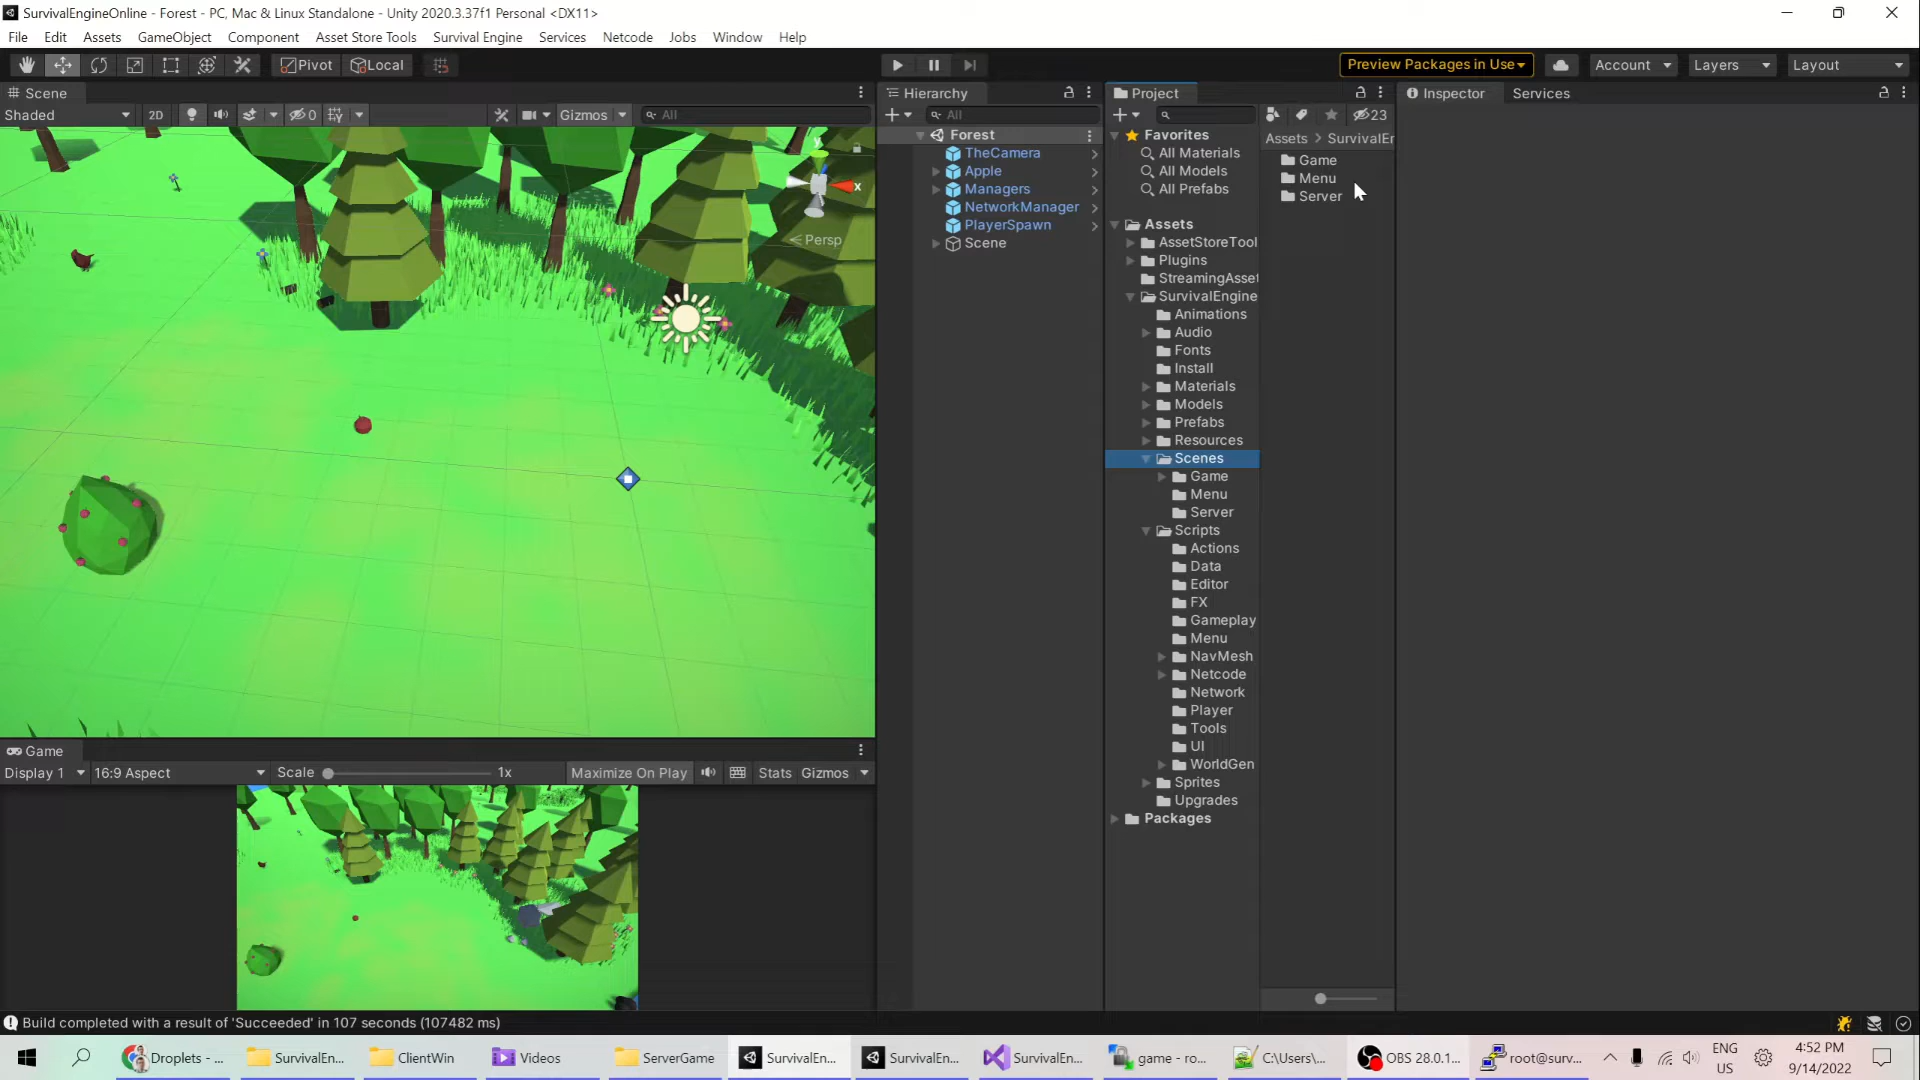 SurvivalEngineOnline - Forest - PC, Mac & Linux Standalone - Unity 2020.3.37f1 Personal <DX11>
File Edit Assets GameObject Component Asset Store Tools Survival Engine Services Netcode Jobs Window Help
Pivot Local Preview Packages in Use Account Layers Layout
Scene
Shaded 2D 0 Gizmos All
y
x
Persp
Hierarchy
All
Forest
TheCamera
Apple
Managers
NetworkManager
PlayerSpawn
Scene
Project
23
Favorites
All Materials
All Models
All Prefabs
Assets
AssetStoreTool
Plugins
StreamingAsset
SurvivalEngine
Animations
Audio
Fonts
Install
Materials
Models
Prefabs
Resources
Scenes
Game
Menu
Server
Scripts
Actions
Data
Editor
FX
Gameplay
Menu
NavMesh
Netcode
Network
Player
Tools
UI
WorldGen
Sprites
Upgrades
Packages
Assets > SurvivalEr
Game
Menu
Server
Inspector Services
Game
Display 1 16:9 Aspect Scale 1x Maximize On Play Stats Gizmos
Build completed with a result of 'Succeeded' in 107 seconds (107482 ms)
Droplets - ... SurvivalEn... ClientWin Videos ServerGame SurvivalEn... SurvivalEn... SurvivalEn... game - ro... C:\Users\... OBS 28.0.1... root@surv...
ENG
US
4:52 PM
9/14/2022